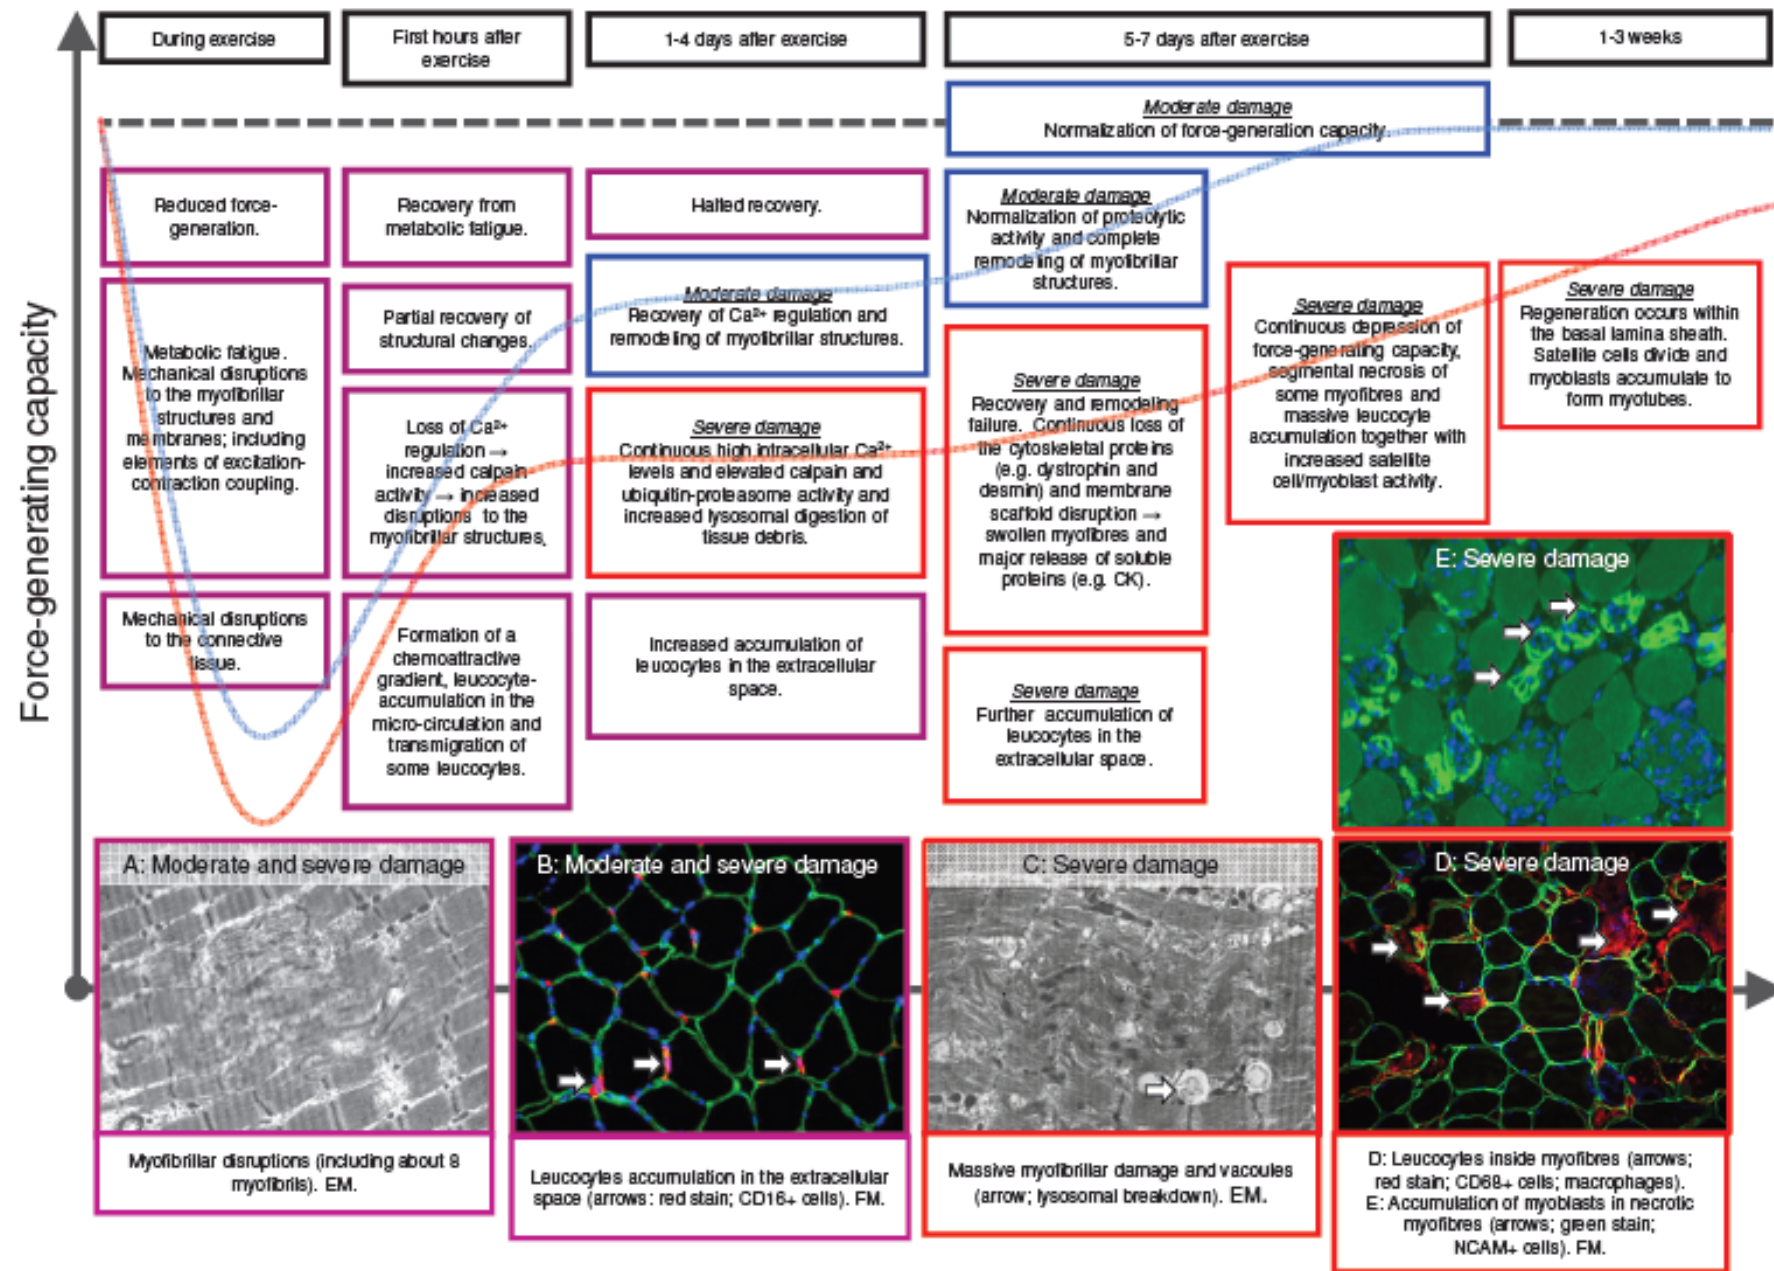 Force-generating capacity
During exercise
First hours after
exercise
1-4 days after exercise
5-7 days after exercise
1-3 weeks
Moderate damage
Normalization of force-generation capacity.
Reduced force-
generation.
Recovery from
metabolic fatigue.
Halted recovery.
Moderate damage
Normalization of proteolytic
activity and complete
remodeling of myofibrillar
structures.
Metabolic fatigue.
Mechanical disruptions
to the myofibrillar
structures and
membranes; including
elements of excitation-
contraction coupling.
Partial recovery of
structural changes.
Moderate damage
Recovery of Ca²⁺ regulation and
remodeling of myofibrillar structures.
Loss of Ca²⁺
regulation →
increased calpain
activity → increased
disruptions to the
myofibrillar structures,
Severe damage
Continuous high intracellular Ca²⁺
levels and elevated calpain and
ubiquitin-proteasome activity and
increased lysosomal digestion of
tissue debris.
Severe damage
Recovery and remodeling
failure. Continuous loss of
the cytoskeletal proteins
(e.g. dystrophin and
desmin) and membrane
scaffold disruption →
swollen myofibres and
major release of soluble
proteins (e.g. CK).
Severe damage
Continuous depression of
force-generating capacity,
segmental necrosis of
some myofibres and
massive leucocyte
accumulation together with
increased satellite
cell/myoblast activity.
Severe damage
Regeneration occurs within
the basal lamina sheath.
Satellite cells divide and
myoblasts accumulate to
form myotubes.
Mechanical disruptions
to the connective
tissue.
Formation of a
chemoattractive
gradient, leucocyte-
accumulation in the
micro-circulation and
transmigration of
some leucocytes.
Increased accumulation of
leucocytes in the extracellular
space.
Severe damage
Further accumulation of
leucocytes in the
extracellular space.
E: Severe damage
A: Moderate and severe damage
B: Moderate and severe damage
C: Severe damage
D: Severe damage
Myofibrillar disruptions (including about 8
myofibrils). EM.
Leucocytes accumulation in the extracellular
space (arrows: red stain; CD16+ cells). FM.
Massive myofibrillar damage and vacoules
(arrow; lysosomal breakdown). EM.
D: Leucocytes inside myofibres (arrows;
red stain; CD68+ cells; macrophages).
E: Accumulation of myoblasts in necrotic
myofibres (arrows; green stain;
NCAM+ cells). FM.